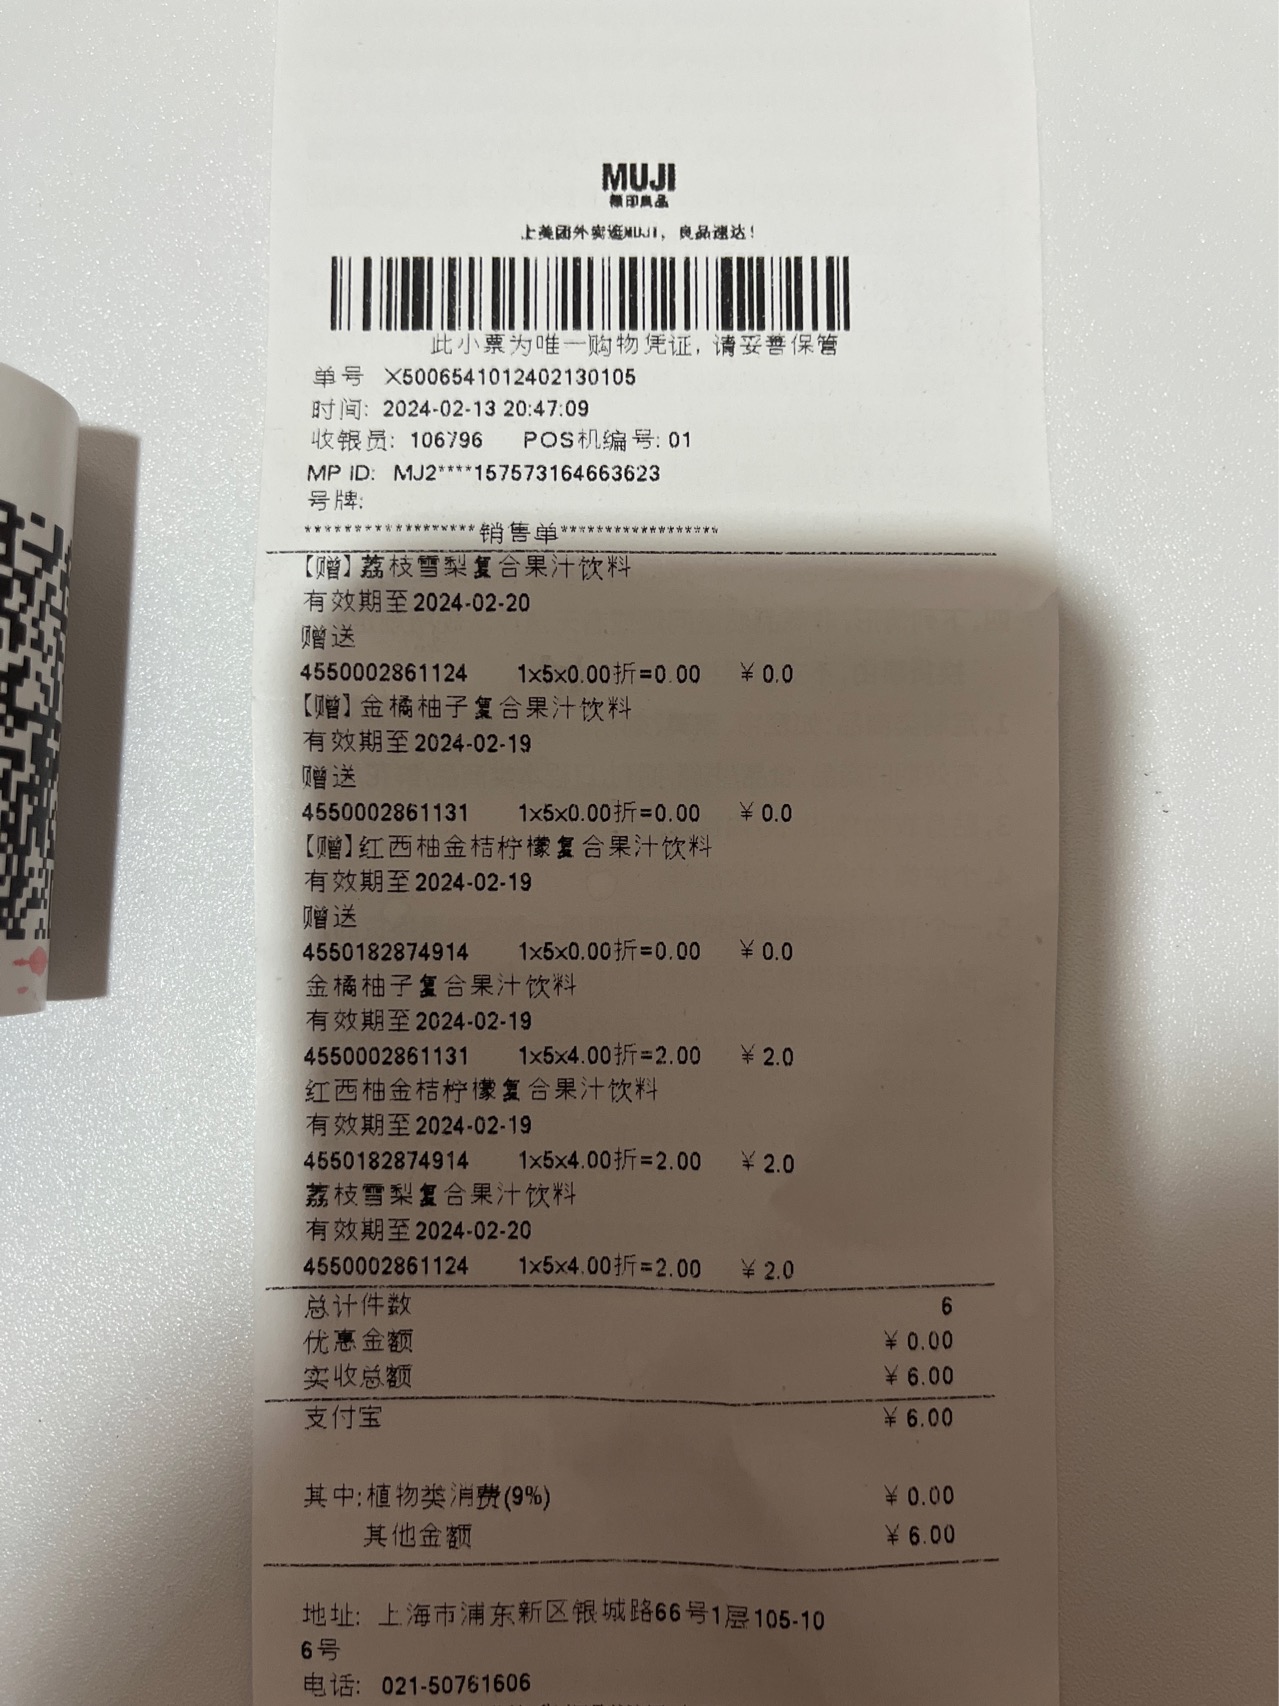 MUJI
無印良品
上美团外卖逛MUJI，良品速达！
此小票为唯一购物凭证, 请妥善保管
单号 X5006541012402130105
时间: 2024-02-13 20:47:09
收银员: 106796 POS机编号: 01
MP ID: MJ2****157573164663623
号牌:
******************销售单******************
【赠】荔枝雪梨复合果汁饮料
有效期至2024-02-20
赠送
4550002861124 1x5x0.00折=0.00 ￥0.0
【赠】金橘柚子复合果汁饮料
有效期至2024-02-19
赠送
4550002861131 1x5x0.00折=0.00 ￥0.0
【赠】红西柚金桔柠檬复合果汁饮料
有效期至2024-02-19
赠送
4550182874914 1x5x0.00折=0.00 ￥0.0
金橘柚子复合果汁饮料
有效期至2024-02-19
4550002861131 1x5x4.00折=2.00 ￥2.0
红西柚金桔柠檬复合果汁饮料
有效期至2024-02-19
4550182874914 1x5x4.00折=2.00 ￥2.0
荔枝雪梨复合果汁饮料
有效期至2024-02-20
4550002861124 1x5x4.00折=2.00 ￥2.0
总计件数 6
优惠金额 ￥0.00
实收总额 ￥6.00
支付宝 ￥6.00
其中:植物类消费(9%) ￥0.00
其他金额 ￥6.00
地址: 上海市浦东新区银城路66号1层105-10
6号
电话: 021-50761606